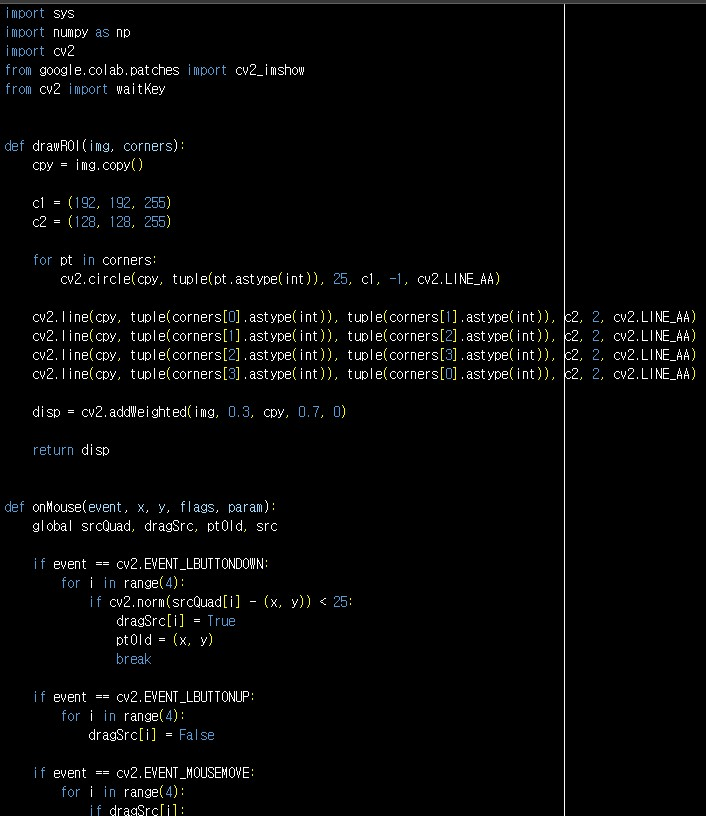 import sys
import numpy as np
import cv2
from google.colab.patches import cv2_imshow
from cv2 import waitKey
def drawROI(img, corners):
cpy = img.copy()
c1 = (192, 192, 255)
c2 = (128, 128, 255)
for pt in corners:
cv2.circle(cpy, tuple(pt.astype(int)), 25, c1, -1, cv2.LINE_AA)
cv2.line(cpy, tuple(corners[0].astype(int)), tuple(corners[1].astype(int)), c2, 2, cv2.LINE_AA)
cv2.line(cpy, tuple(corners[1].astype(int)), tuple(corners[2].astype(int)), c2, 2, cv2.LINE_AA)
cv2.line(cpy, tuple(corners[2].astype(int)), tuple(corners[3].astype(int)), c2, 2, cv2.LINE_AA)
cv2.line(cpy, tuple(corners[3].astype(int)), tuple(corners[0].astype(int)), c2, 2, cv2.LINE_AA)
disp = cv2.addWeighted(img, 0.3, cpy, 0.7, 0)
return disp
def onMouse(event, x, y, flags, param):
global srcQuad, dragSrc, ptOld, src
if event == cv2.EVENT_LBUTTONDOWN:
for i in range(4):
if cv2.norm(srcQuad[i] - (x, y)) < 25:
dragSrc[i] = True
ptOld = (x, y)
break
if event == cv2.EVENT_LBUTTONUP:
for i in range(4):
dragSrc[i] = False
if event == cv2.EVENT_MOUSEMOVE:
for i in range(4):
if dragSrc[i]: